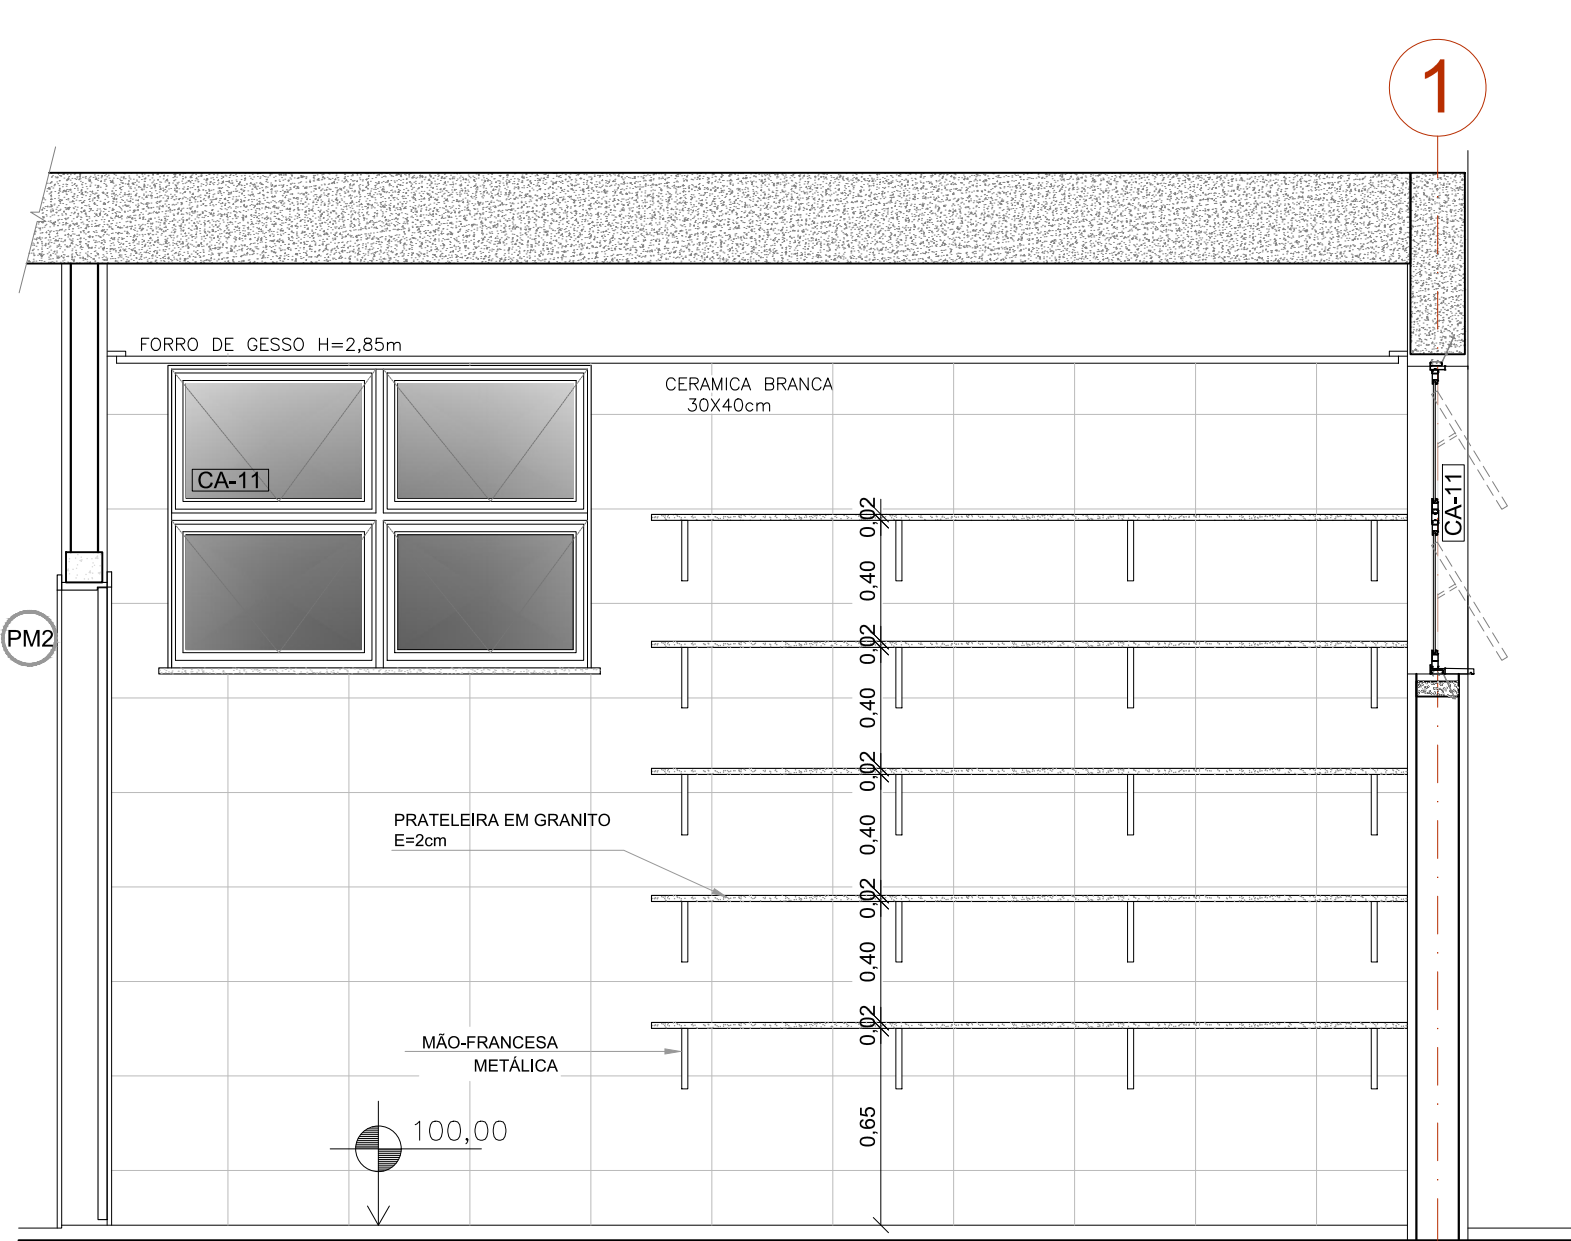 1
FORRO DE GESSO H=2,85m
CERAMICA BRANCA
30X40cm
CA-11
CA-11
0,02
0,40
PM2
0,02
0,40
0,02
PRATELEIRA EM GRANITO
E=2cm
0,40
0,02
0,40
0,02
MÃO-FRANCESA
METÁLICA
0,65
100,00